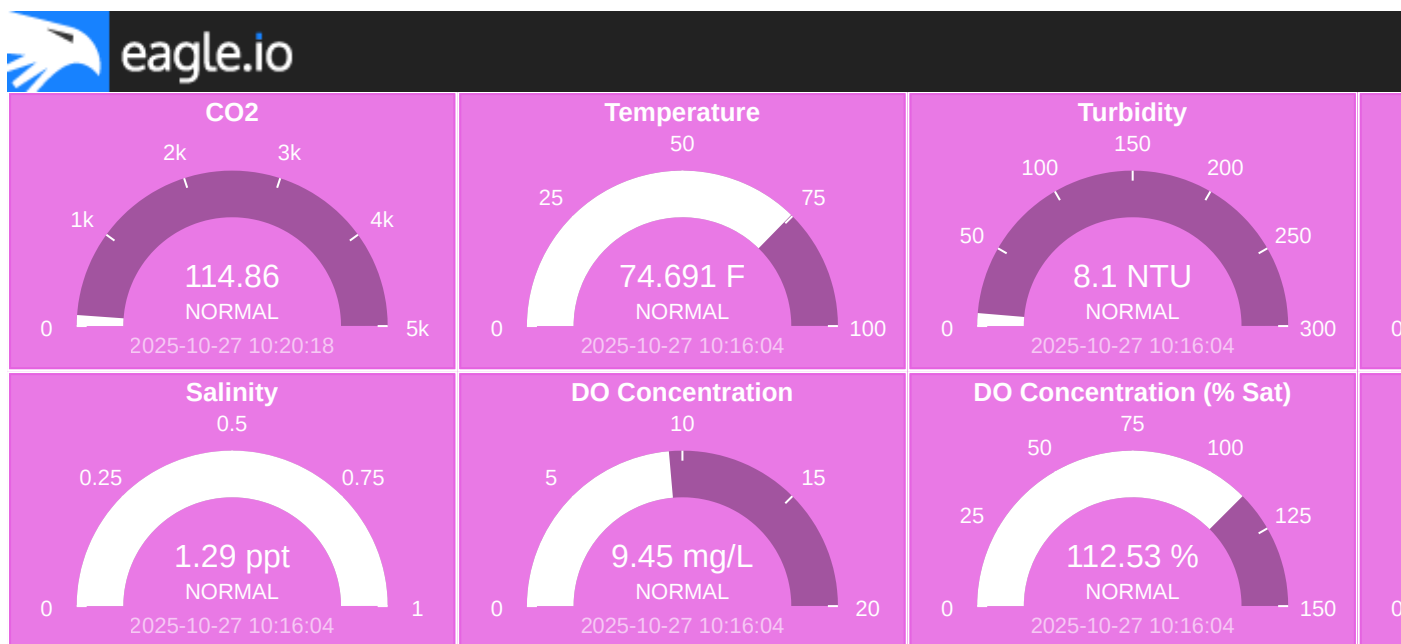 eagle.io
CO2
0
1k
2k
3k
4k
5k
114.86
NORMAL
2025-10-27 10:20:18
Temperature
0
25
50
75
100
74.691 F
NORMAL
2025-10-27 10:16:04
Turbidity
0
50
100
150
200
250
300
8.1 NTU
NORMAL
2025-10-27 10:16:04
0
Salinity
0
0.25
0.5
0.75
1
1.29 ppt
NORMAL
2025-10-27 10:16:04
DO Concentration
0
5
10
15
20
9.45 mg/L
NORMAL
2025-10-27 10:16:04
DO Concentration (% Sat)
0
25
50
75
100
125
150
112.53 %
NORMAL
2025-10-27 10:16:04
0